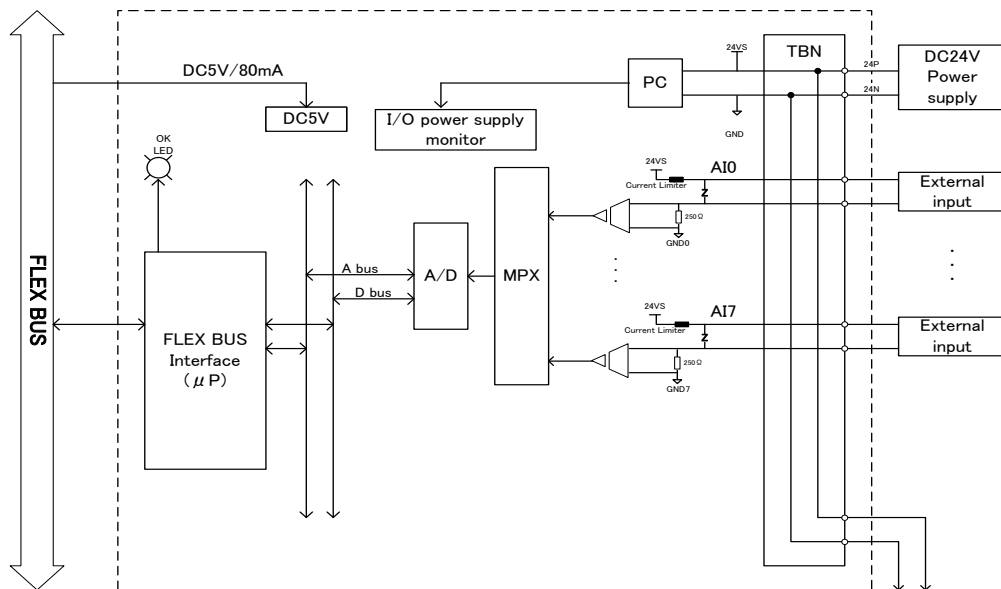 FLEX BUS
DC5V/80mA
DC5V
OK
LED
I/O power supply
monitor
PC
24VS
GND
TBN
24P
24N
DC24V
Power
supply
24VS
Current Limiter
AI0
250Ω
GND0
External
input
A bus
D bus
A/D
MPX
FLEX BUS
Interface
(μP)
24VS
Current Limiter
AI7
250Ω
GND7
External
input